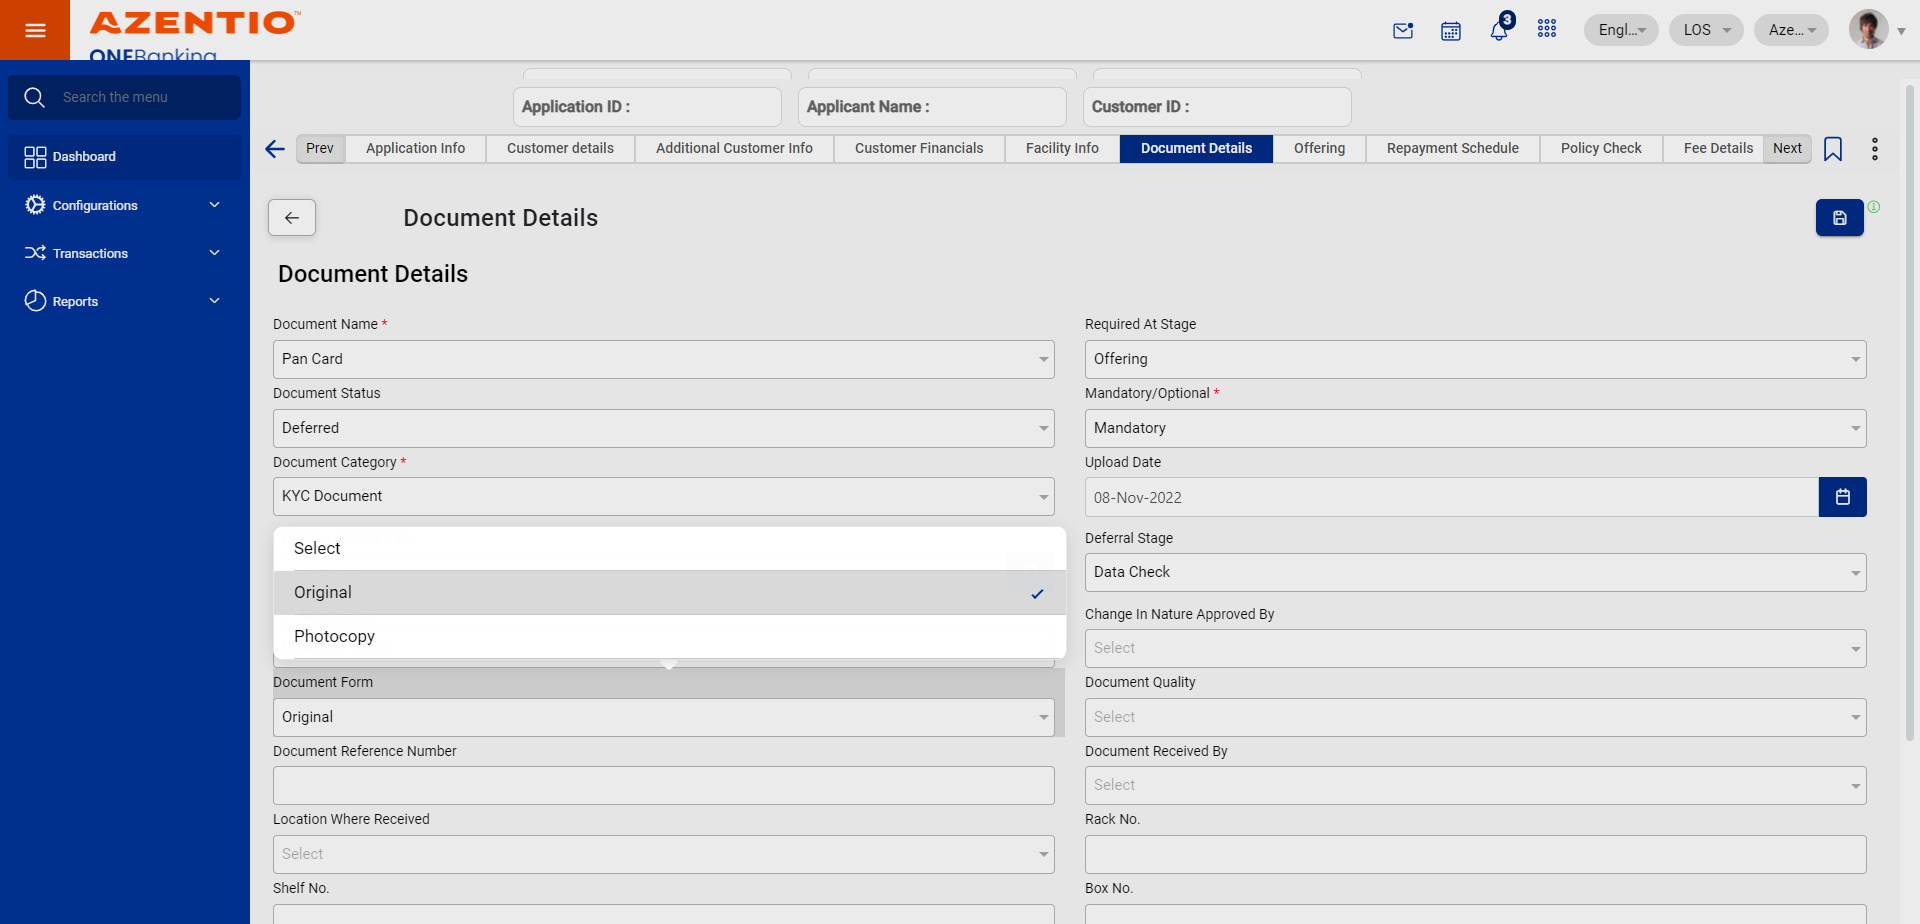 AZENTIO™
ONEBanking
3
Engl...
LOS
Aze...
Search the menu
Dashboard
Configurations
Transactions
Reports
Application ID :
Applicant Name :
Customer ID :
Prev
Application Info
Customer details
Additional Customer Info
Customer Financials
Facility Info
Document Details
Offering
Repayment Schedule
Policy Check
Fee Details
Next
Document Details
Document Details
Document Name *
Required At Stage
Pan Card
Offering
Document Status
Mandatory/Optional *
Deferred
Mandatory
Document Category *
Upload Date
KYC Document
08-Nov-2022
Select
Deferral Stage
Original
Data Check
Photocopy
Change In Nature Approved By
Select
Document Form
Document Quality
Original
Select
Document Reference Number
Document Received By
Select
Location Where Received
Rack No.
Select
Shelf No.
Box No.